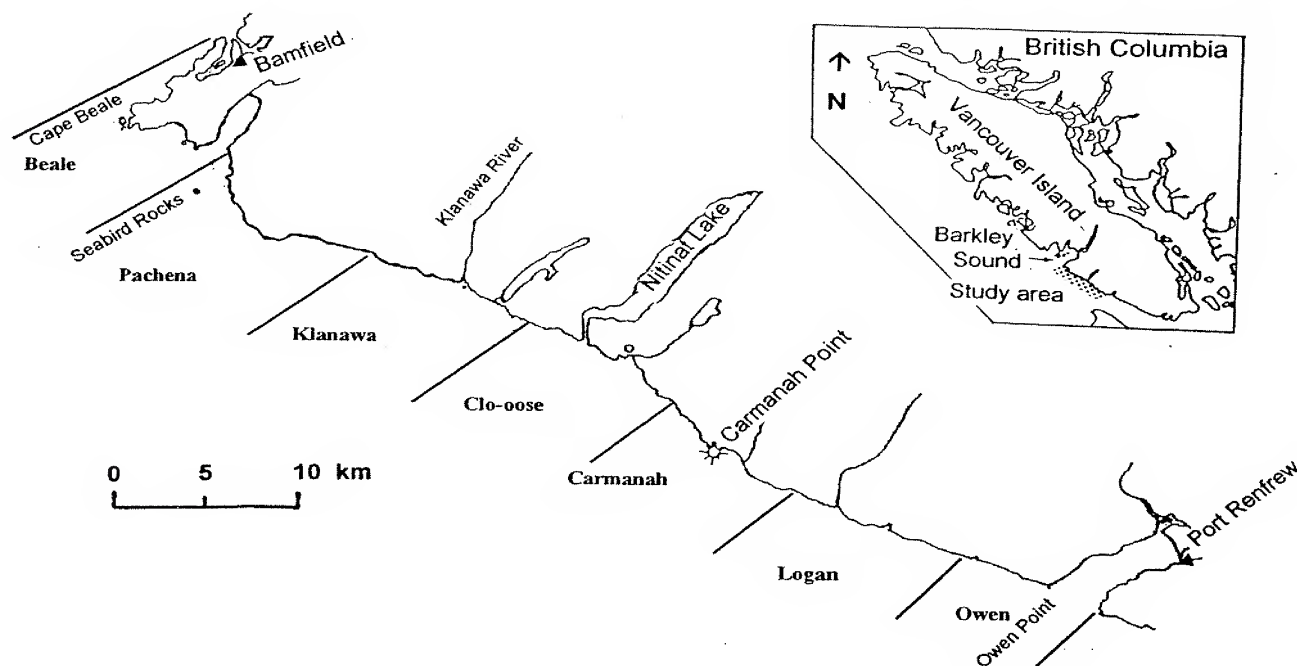 Bamfield
Cape Beale
Beale
Seabird Rocks
Pachena
Klanawa River
Klanawa
Nitinat Lake
Clo-oose
Carmanah Point
Carmanah
Logan
Owen
Owen Point
Port Renfrew
0 5 10 km
British Columbia
N
Vancouver Island
Barkley
Sound
Study area